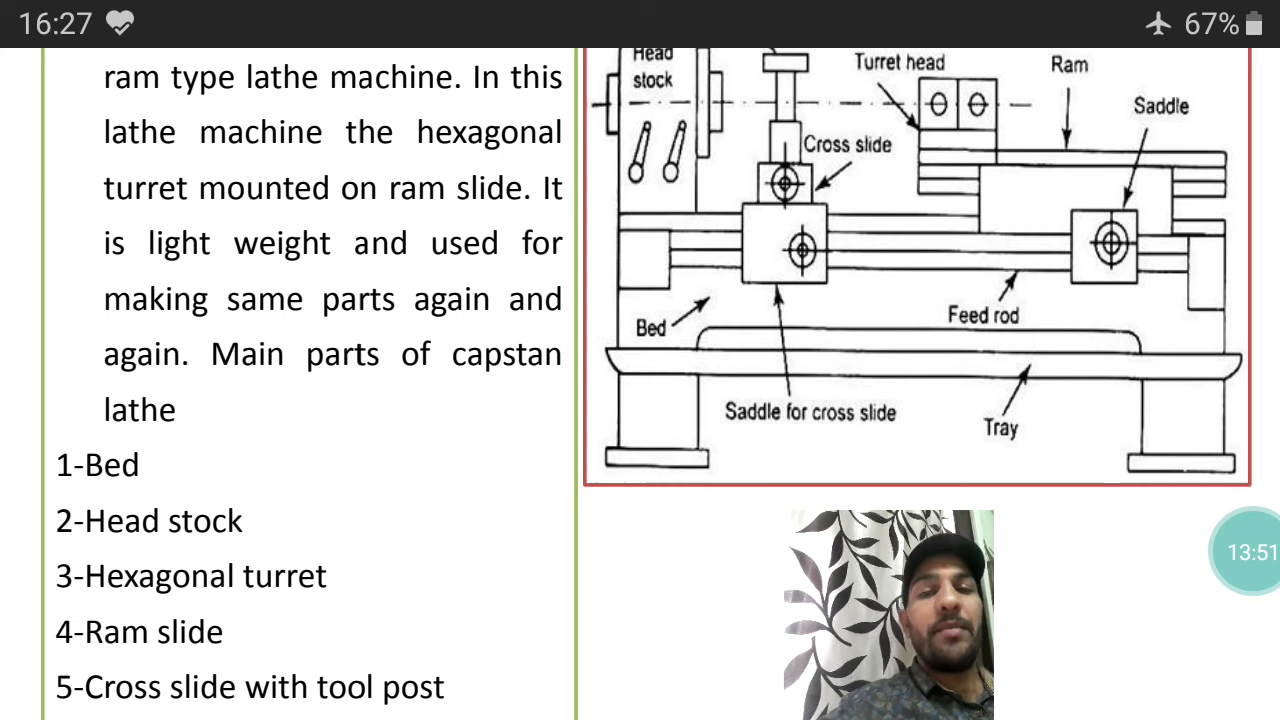 16:27
67%
ram type lathe machine. In this
lathe machine the hexagonal
turret mounted on ram slide. It
is light weight and used for
making same parts again and
again. Main parts of capstan
lathe
1-Bed
2-Head stock
3-Hexagonal turret
4-Ram slide
5-Cross slide with tool post
Head
stock
Turret head
Ram
Saddle
Cross slide
Bed
Feed rod
Saddle for cross slide
Tray
13:51